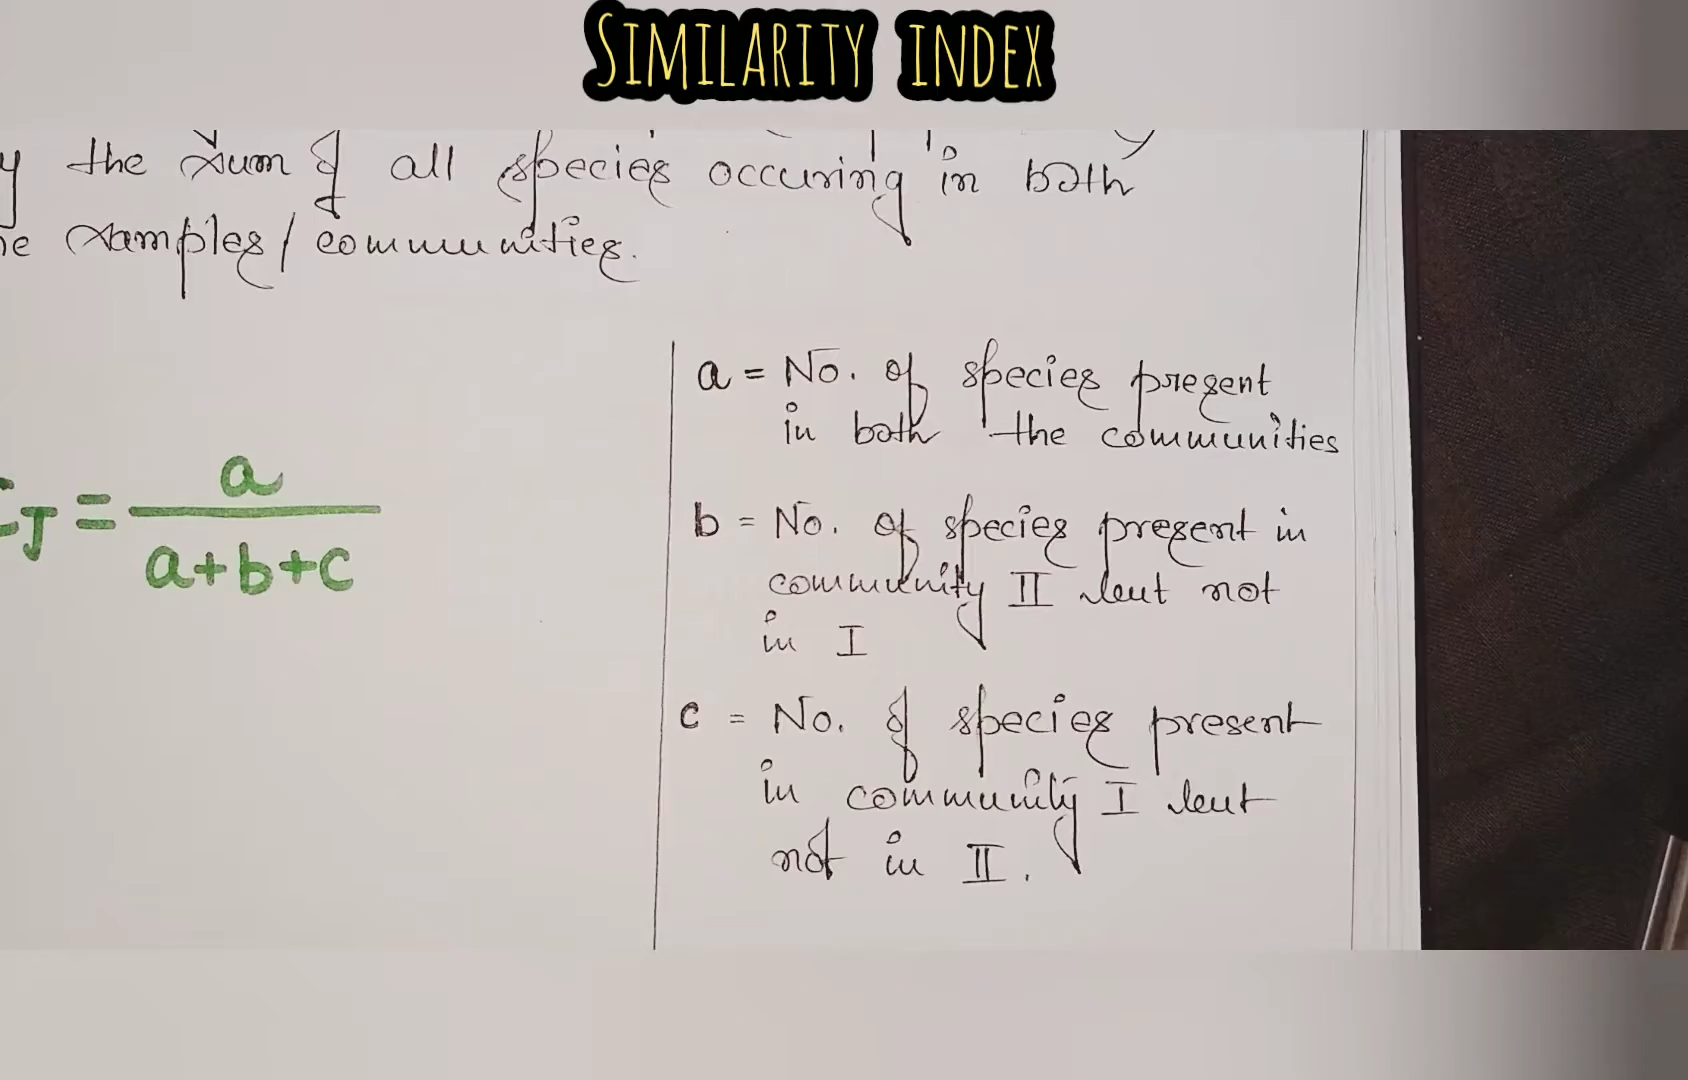 SIMILARITY INDEX
the sum of all species occuring in both
samples/communities.
a = No. of species present
in both the communities
b = No. of species present in
community II but not
in I
c = No. of species present
in community I but
not in II.
J = a
a+b+c